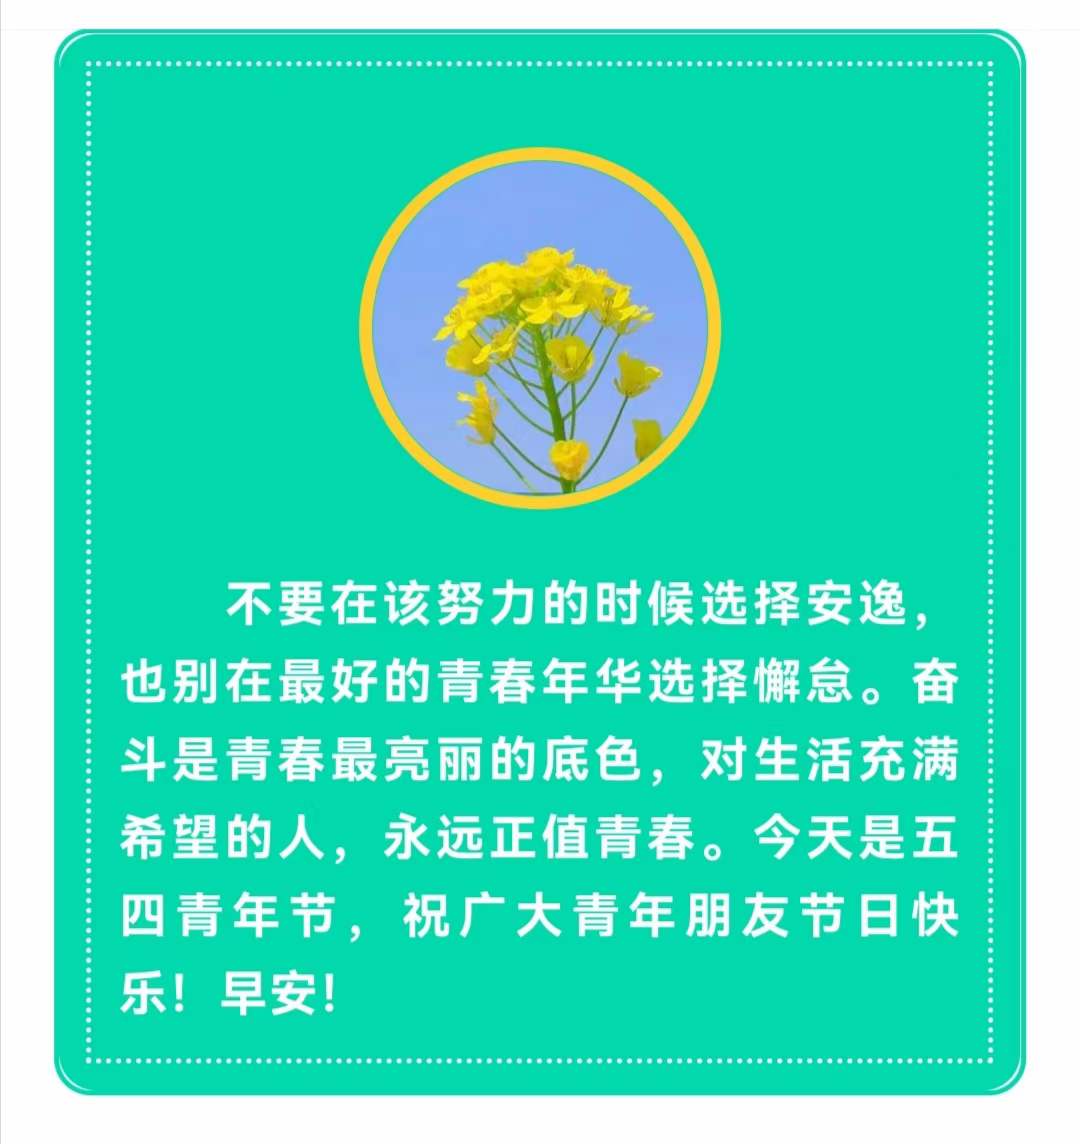 不要在该努力的时候选择安逸，
也别在最好的青春年华选择懈怠。奋
斗是青春最亮丽的底色，对生活充满
希望的人，永远正值青春。今天是五
四青年节，祝广大青年朋友节日快
乐！早安！